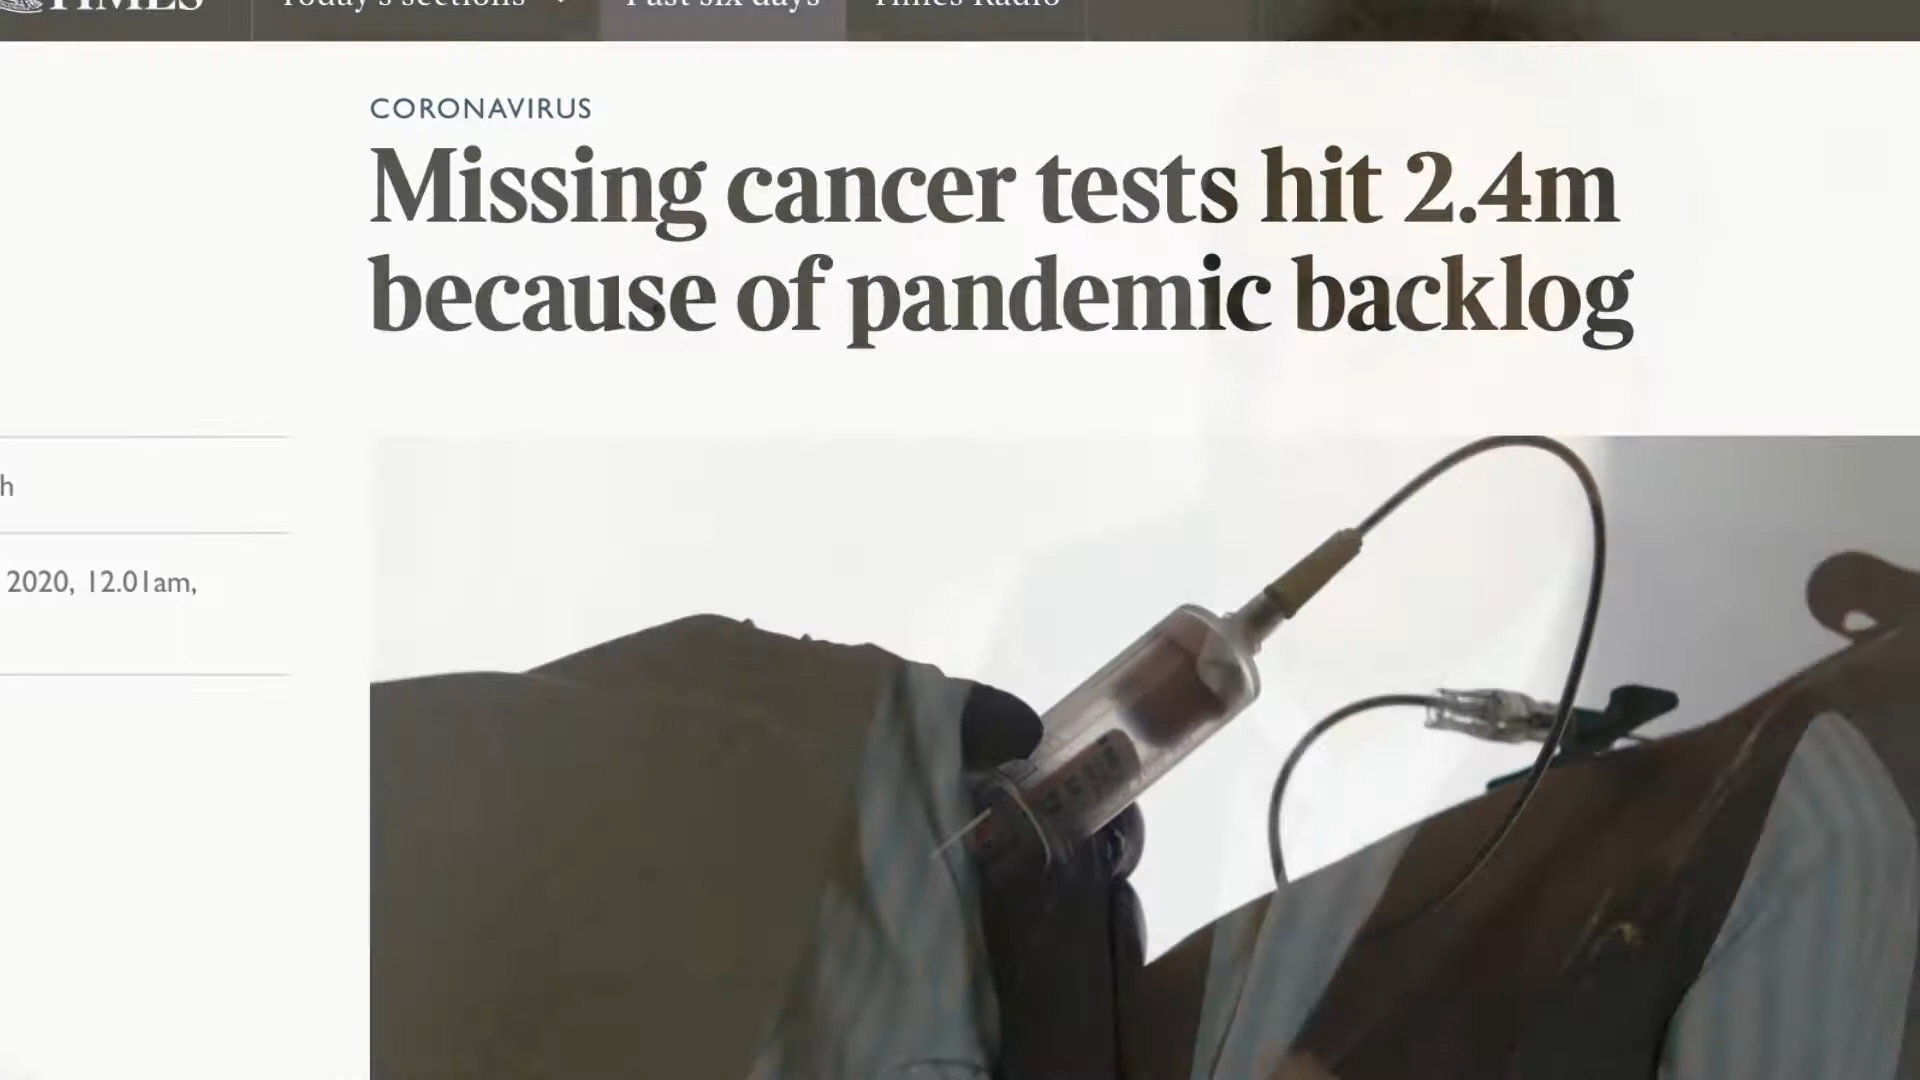 TIMES
Today's sections
Past six days
Times Radio
CORONAVIRUS
Missing cancer tests hit 2.4m
because of pandemic backlog
h
2020, 12.01am,